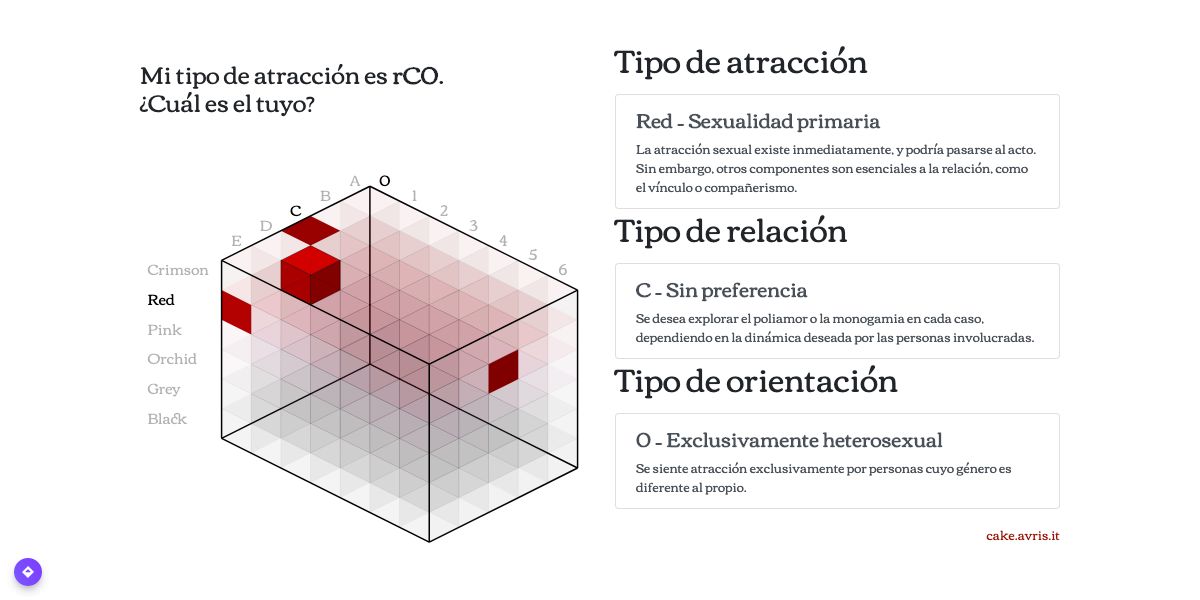 Mi tipo de atracción es rC0.
¿Cuál es el tuyo?
A
0
B
1
C
2
D
3
E
4
5
6
Crimson
Red
Pink
Orchid
Grey
Black
Tipo de atracción
Red - Sexualidad primaria
La atracción sexual existe inmediatamente, y podría pasarse al acto.
Sin embargo, otros componentes son esenciales a la relación, como
el vínculo o compañerismo.
Tipo de relación
C - Sin preferencia
Se desea explorar el poliamor o la monogamia en cada caso,
dependiendo en la dinámica deseada por las personas involucradas.
Tipo de orientación
0 - Exclusivamente heterosexual
Se siente atracción exclusivamente por personas cuyo género es
diferente al propio.
cake.avris.it